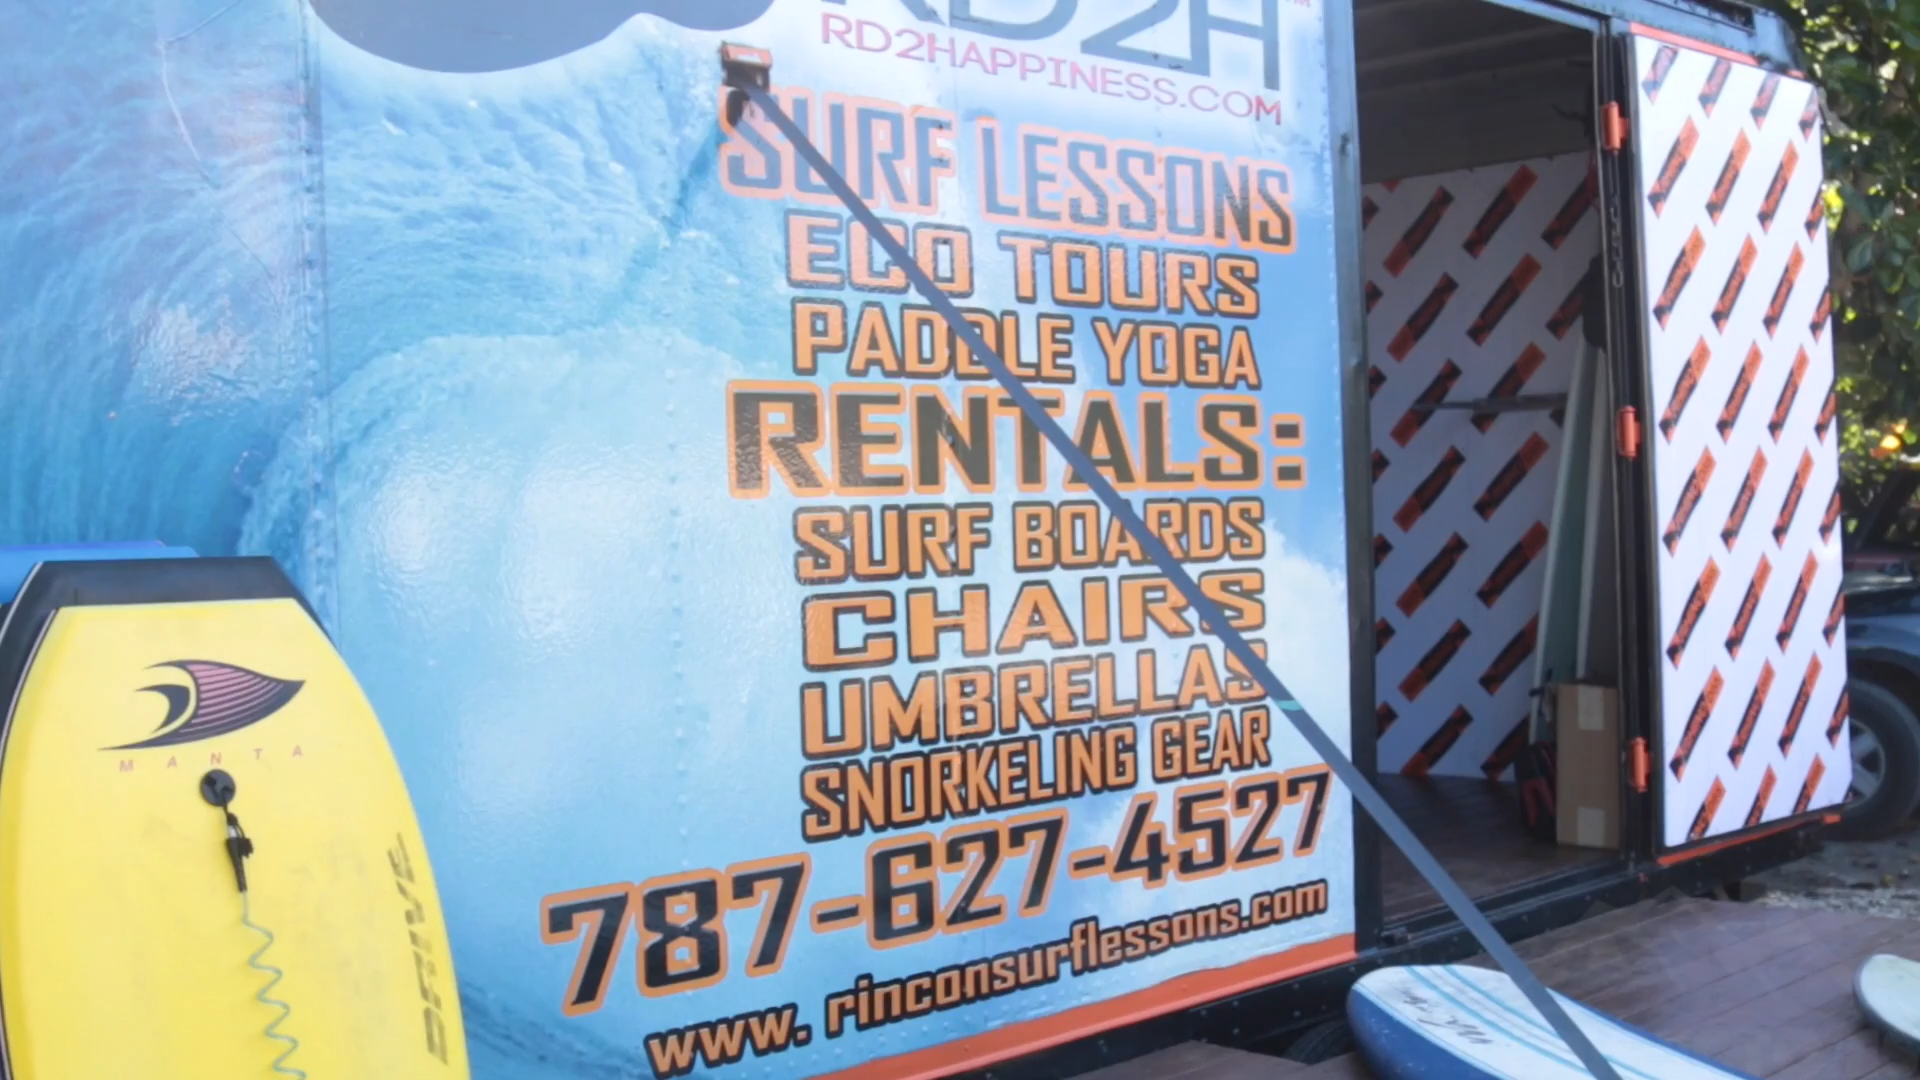 RD2H
RD2HAPPINESS.COM
SURF LESSONS
ECO TOURS
PADDLE YOGA
RENTALS:
SURF BOARDS
CHAIRS
UMBRELLAS
SNORKELING GEAR
787-627-4527
www. rinconsurflessons.com
MANTA
DRIVE